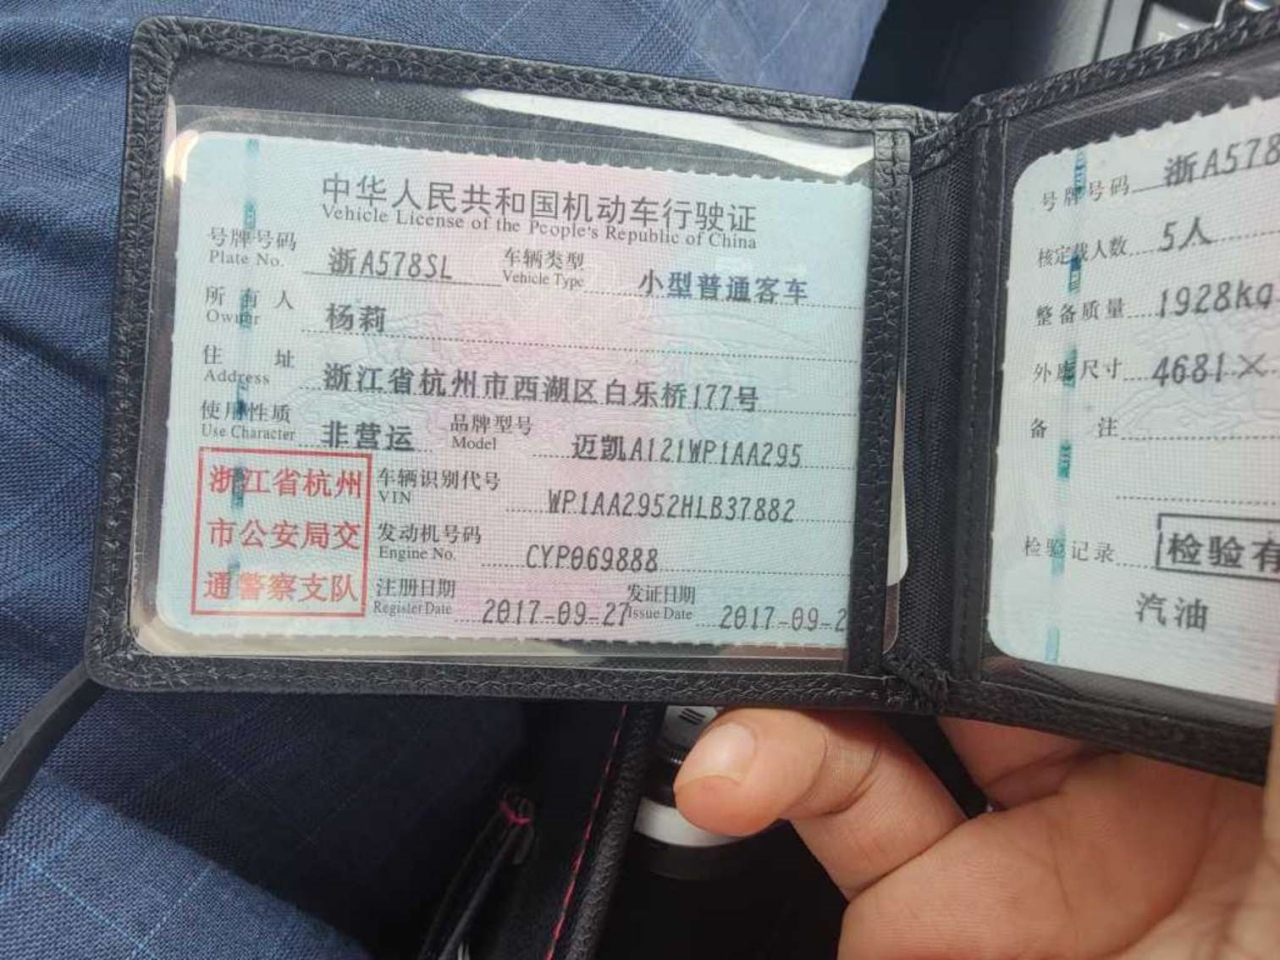 中华人民共和国机动车行驶证
Vehicle License of the People's Republic of China
号牌号码 浙A578SL 车辆类型 小型普通客车
Plate No. Vehicle Type
所有人 杨莉
Owner
住址 浙江省杭州市西湖区白乐桥177号
Address
使用性质 非营运 品牌型号 迈凯A121WP1AA295
Use Character Model
浙江省杭州
市公安局交
通警察支队
车辆识别代号 WP1AA2952HLB37882
VIN
发动机号码 CYP069888
Engine No.
注册日期 2017-09-27 发证日期 2017-09-2
Register Date Issue Date
号牌号码 浙A578
核定载人数 5人
整备质量 1928kg
外廓尺寸 4681×
备注
检验记录 检验有
汽油